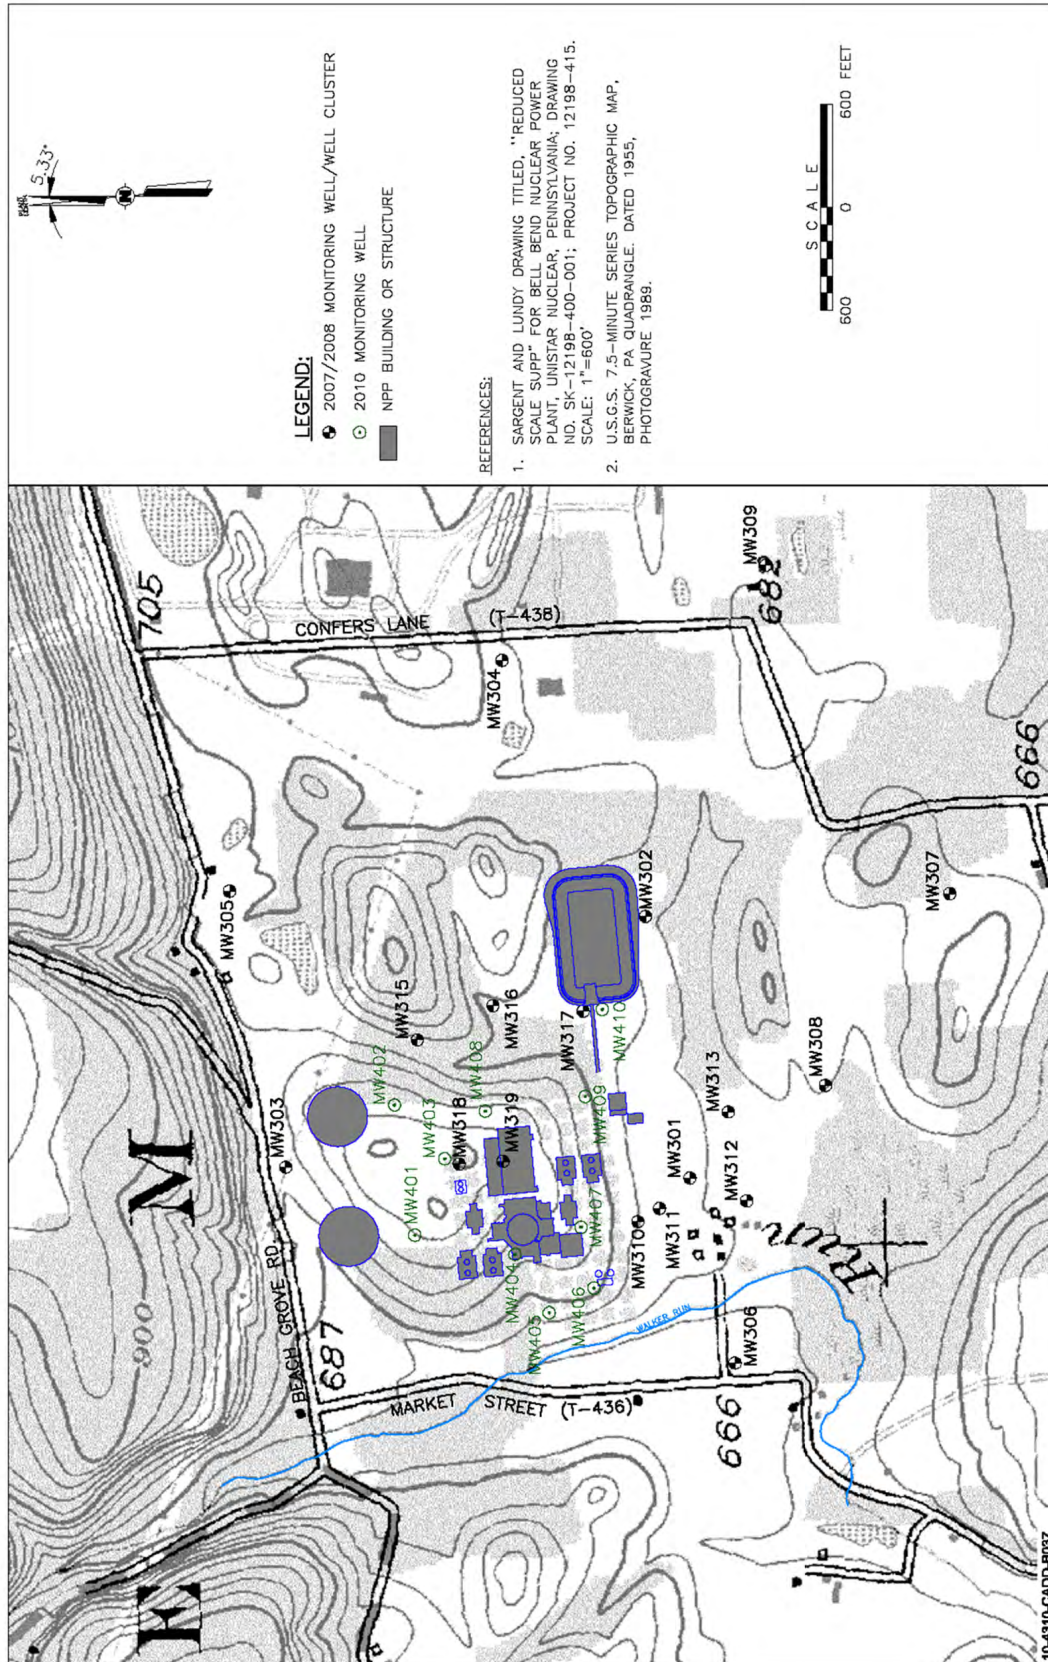 5.33°
N
LEGEND:
2007/2008 MONITORING WELL/WELL CLUSTER
2010 MONITORING WELL
NPP BUILDING OR STRUCTURE
REFERENCES:
1. SARGENT AND LUNDY DRAWING TITLED, "REDUCED
SCALE SUPP" FOR BELL BEND NUCLEAR POWER
PLANT, UNISTAR NUCLEAR, PENNSYLVANIA; DRAWING
NO. SK-12198-400-001; PROJECT NO. 12198-415.
SCALE: 1"=600'
2. U.S.G.S. 7.5-MINUTE SERIES TOPOGRAPHIC MAP,
BERWICK, PA QUADRANGLE. DATED 1955,
PHOTOGRAVURE 1989.
SCALE
600 0 600 FEET
705
CONFERS LANE (T-438)
MW309
682
MW304
666
MW305
MW302
MW307
MW315
MW316
MW317
MW410
MW308
MW402
MW408
MW409
MW313
M
MW303
MW403
MW318
MW319
MW301
MW312
MW401
MW407
MW311
MW310
MW404
MW406
MW405
Run
WALKER RUN
900
BEACH GROVE RD.
687
MARKET STREET (T-436)
MW306
666
E
10-4310-CADD-B037